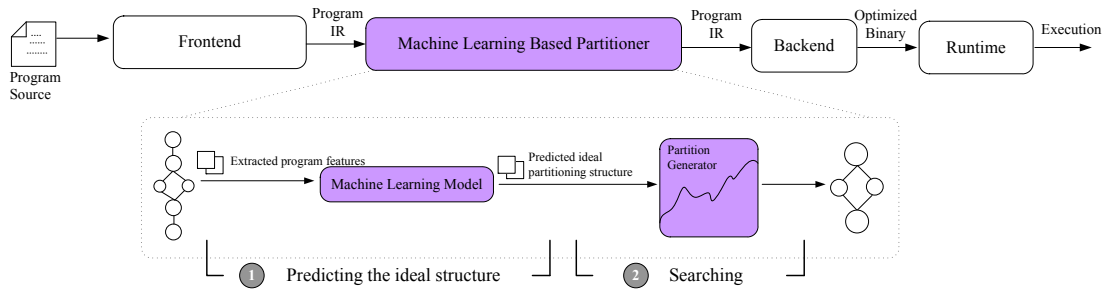 Program
IR
Program
IR
Optimized
Binary
Execution
Frontend
Machine Learning Based Partitioner
Backend
Runtime
Program
Source
Extracted program features
Machine Learning Model
Predicted ideal
partitioning structure
Partition
Generator
1 Predicting the ideal structure
2 Searching